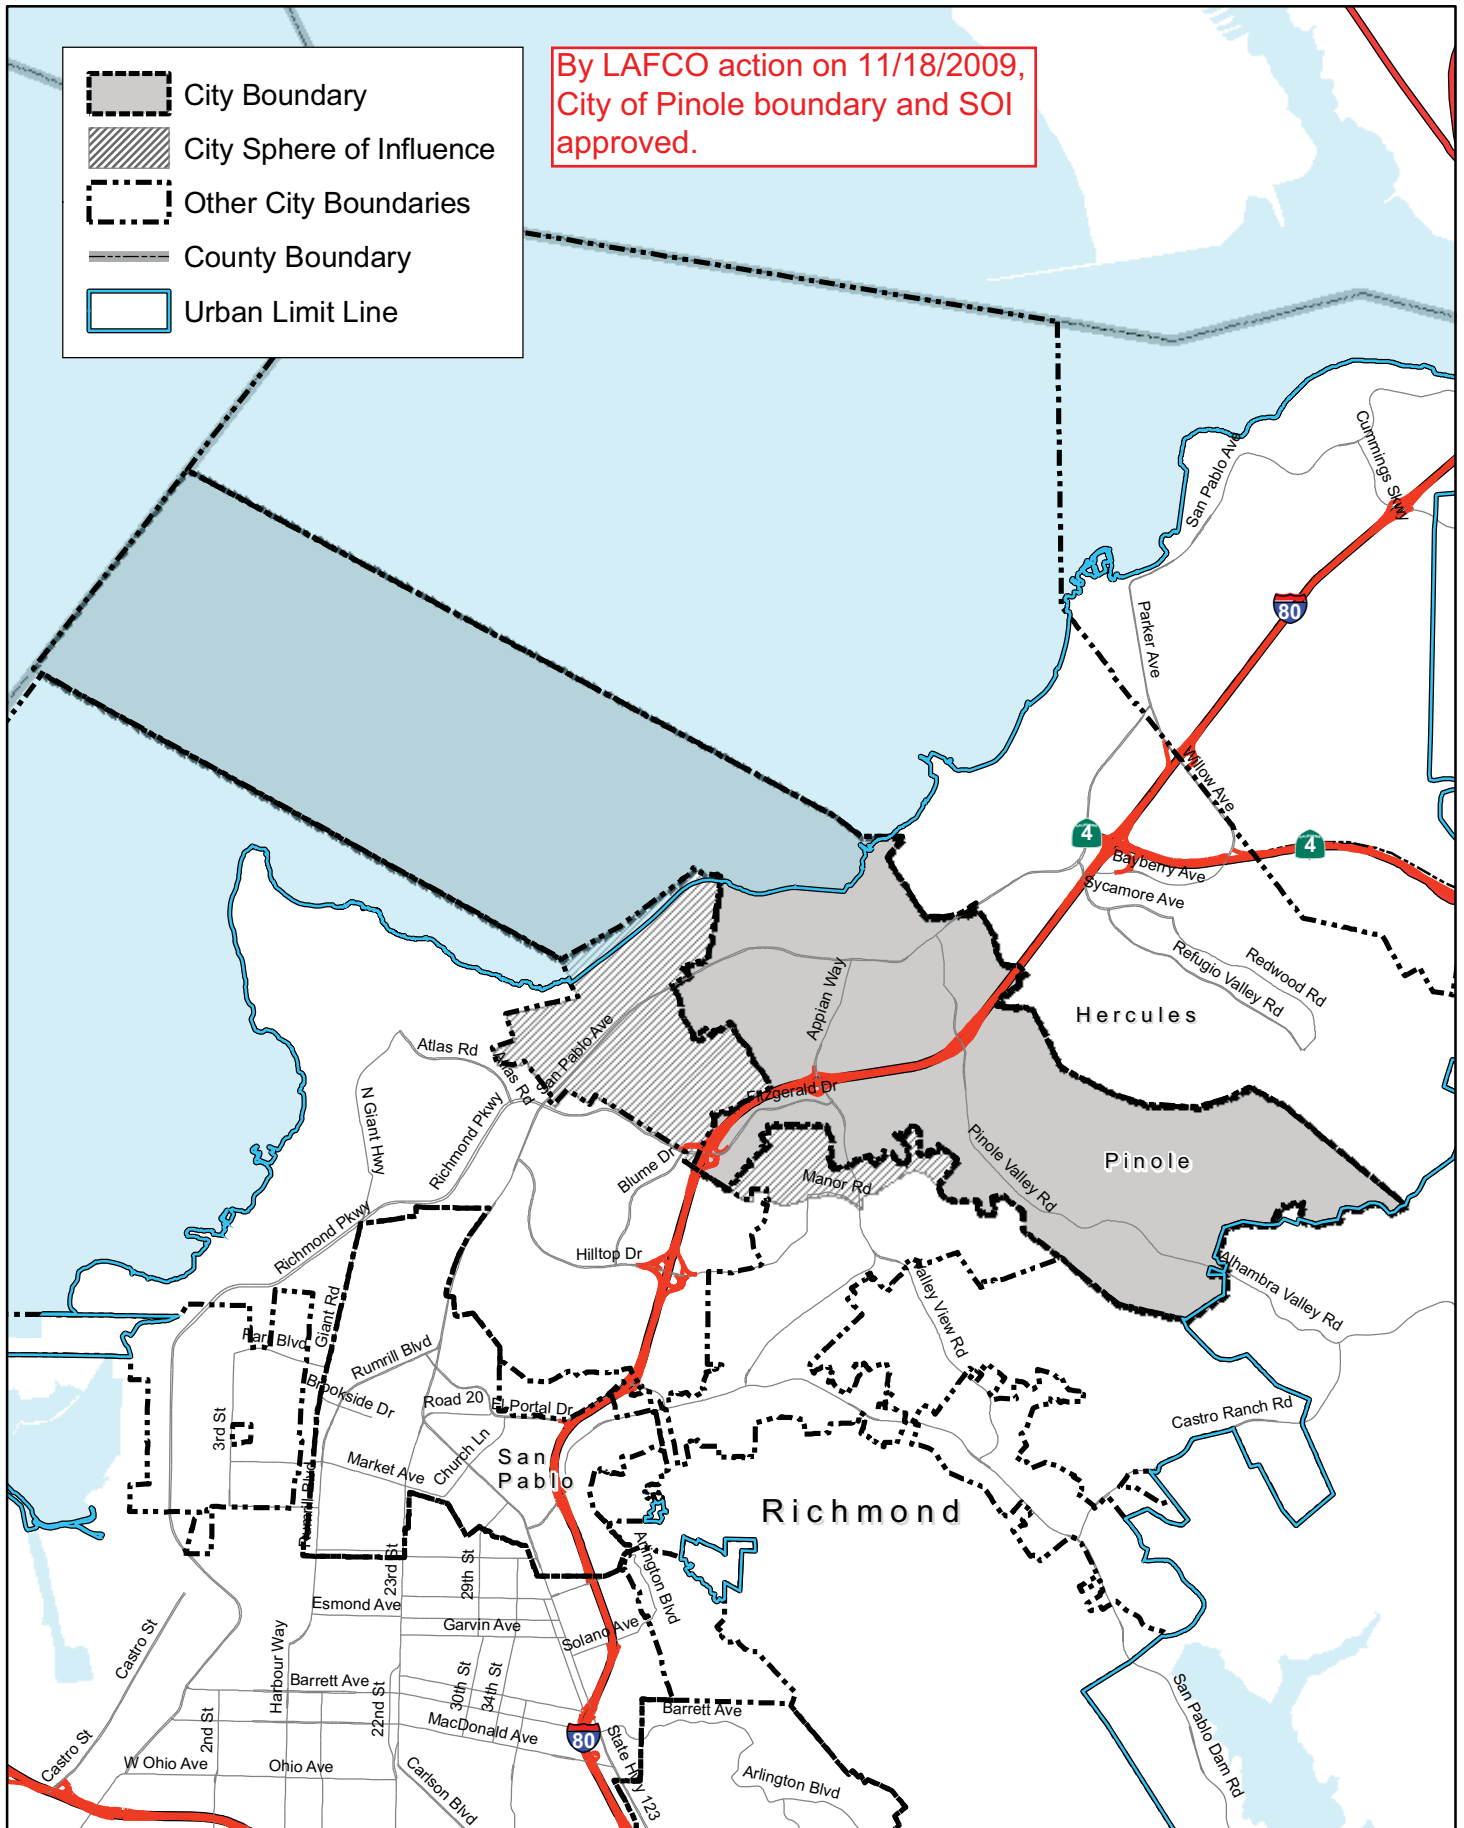 By LAFCO action on 11/18/2009,
City of Pinole boundary and SOI
approved.
City Boundary
City Sphere of Influence
Other City Boundaries
County Boundary
Urban Limit Line
Cummings Skwy
San Pablo Ave
80
Parker Ave
Willow Ave
4
4
Bayberry Ave
Sycamore Ave
Redwood Rd
Refugio Valley Rd
Hercules
Appian Way
San Pablo Ave
Atlas Rd
Atlas Rd
Fitzgerald Dr
N Giant Hwy
Richmond Pkwy
Blume Dr
Pinole Valley Rd
Pinole
Manor Rd
Richmond Pkwy
Hilltop Dr
Valley View Rd
Alhambra Valley Rd
Giant Rd
Parr Blvd
Rumrill Blvd
Brookside Dr
Road 20
El Portal Dr
3rd St
Castro Ranch Rd
Church Ln
Market Ave
San
Pablo
Rumrill Blvd
Richmond
23rd St
29th St
Arlington Blvd
Esmond Ave
Garvin Ave
Solano Ave
Castro St
Harbour Way
Barrett Ave
22nd St
30th St
34th St
2nd St
MacDonald Ave
Barrett Ave
80
State Hwy 123
San Pablo Dam Rd
Castro St
W Ohio Ave
Ohio Ave
Carlson Blvd
Arlington Blvd